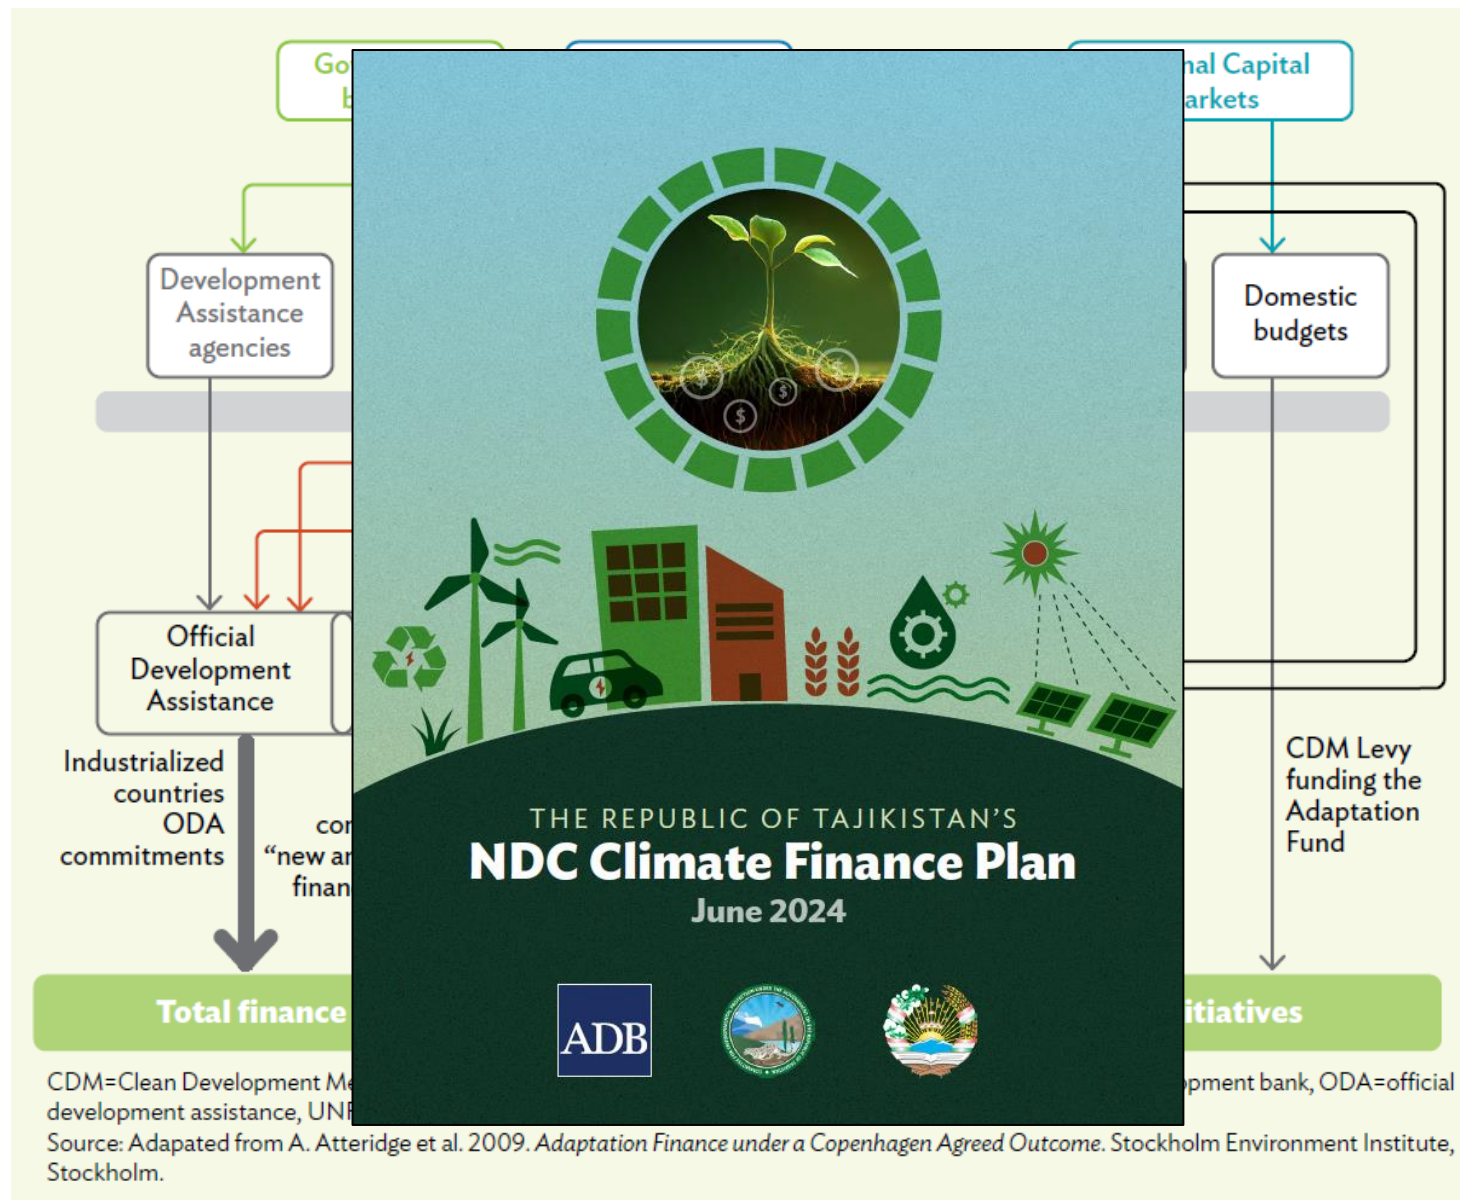 Go
nal Capital
arkets
Development
Assistance
agencies
Domestic
budgets
$
$
$
$
Official
Development
Assistance
Industrialized
countries
ODA
commitments
“new
finan
CDM Levy
funding the
Adaptation
Fund
THE REPUBLIC OF TAJIKISTAN’S
NDC Climate Finance Plan
June 2024
ADB
Total finance
itiatives
CDM=Clean Development Me
pment bank, ODA=official
development assistance, UNF
Source: Adapated from A. Atteridge et al. 2009. Adaptation Finance under a Copenhagen Agreed Outcome. Stockholm Environment Institute,
Stockholm.